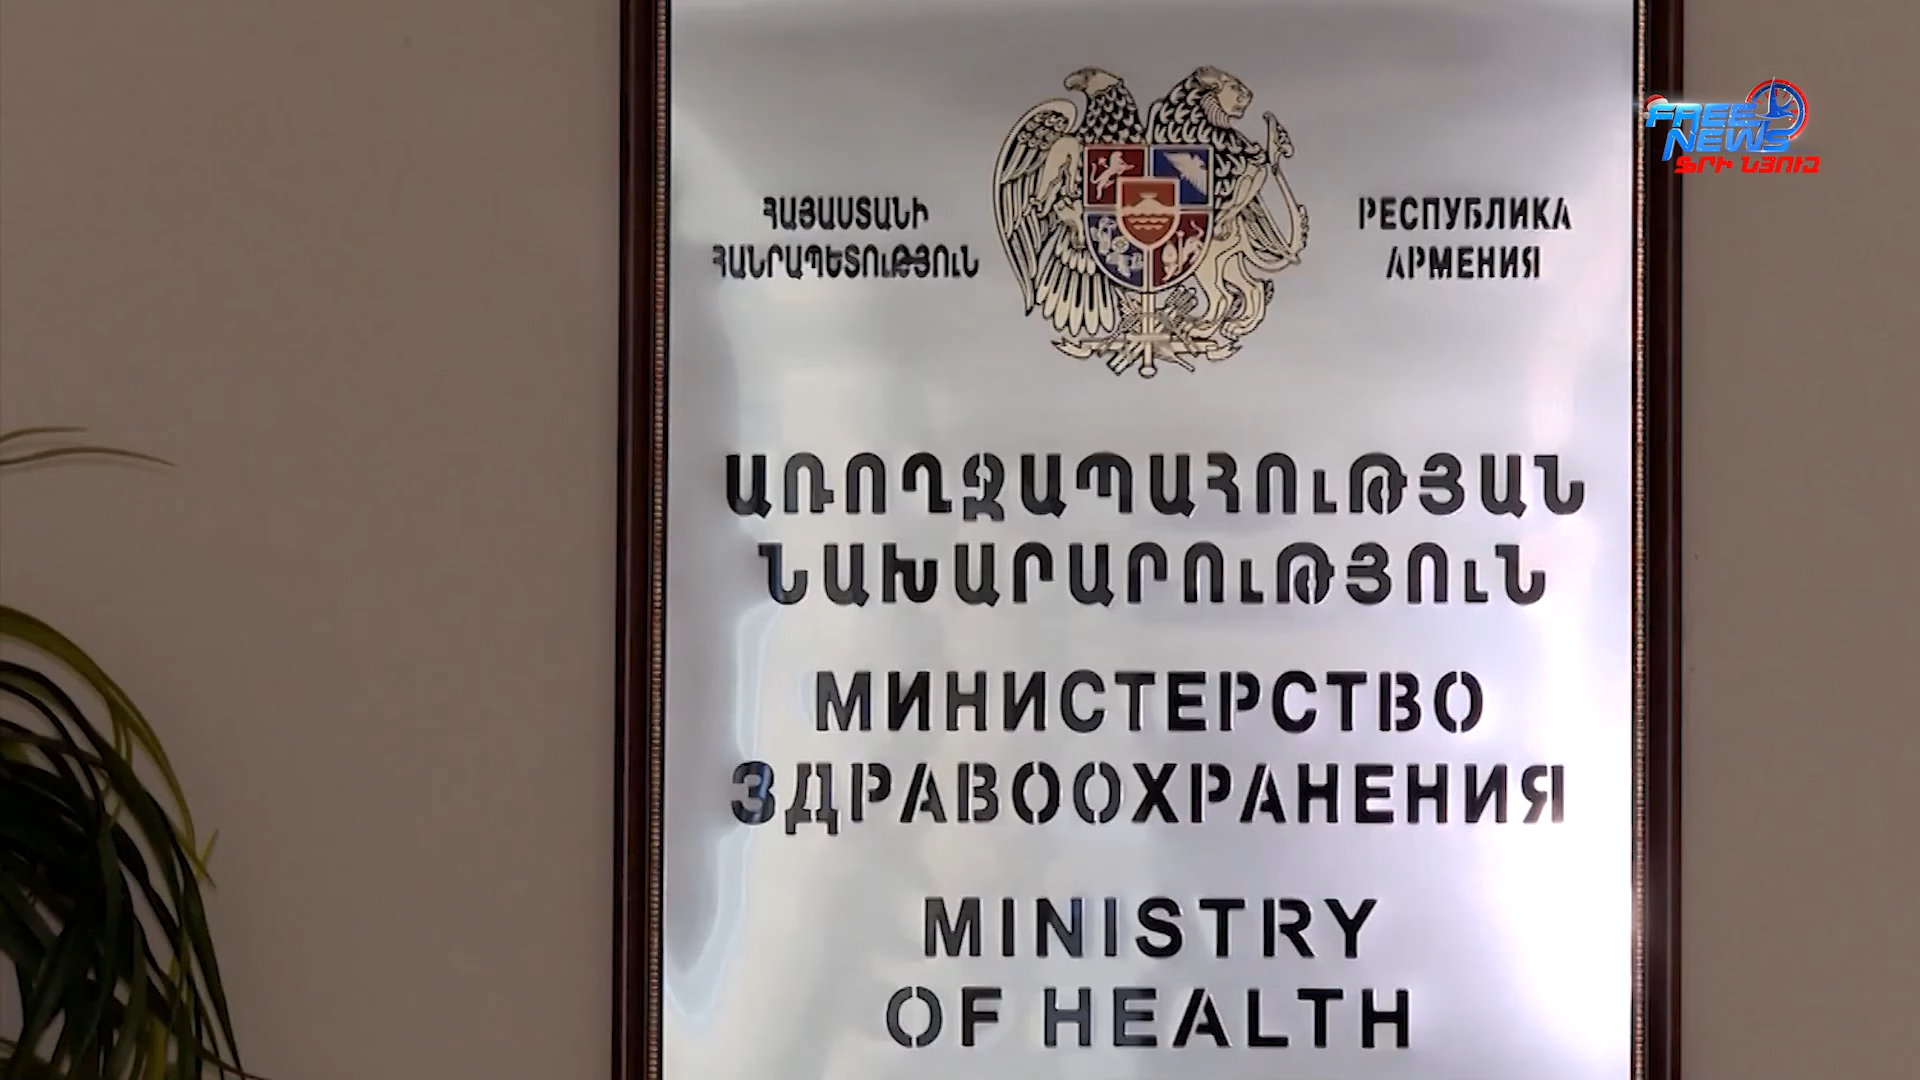 ՀԱՅԱՍՏԱՆԻ
ՀԱՆՐԱՊԵՏՈւԹՅՈւՆ
РЕСПУБЛИКА
АРМЕНИЯ
ԱՌՈՂՋԱՊԱՀՈւԹՅԱՆ
ՆԱԽԱՐԱՐՈւԹՅՈւՆ
МИНИСТЕРСТВО
ЗДРАВООХРАНЕНИЯ
MINISTRY
OF HEALTH
FREE
NEWS
ՖՐԻ ՆՅՈՒԶ